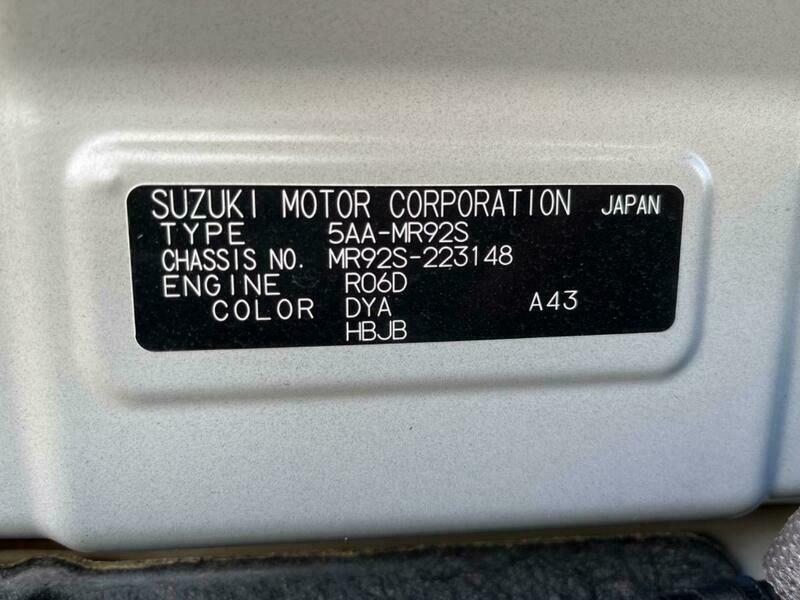 SUZUKI MOTOR CORPORATION JAPAN
TYPE 5AA-MR92S
CHASSIS NO. MR92S-223148
ENGINE R06D
COLOR DYA A43
HBJB